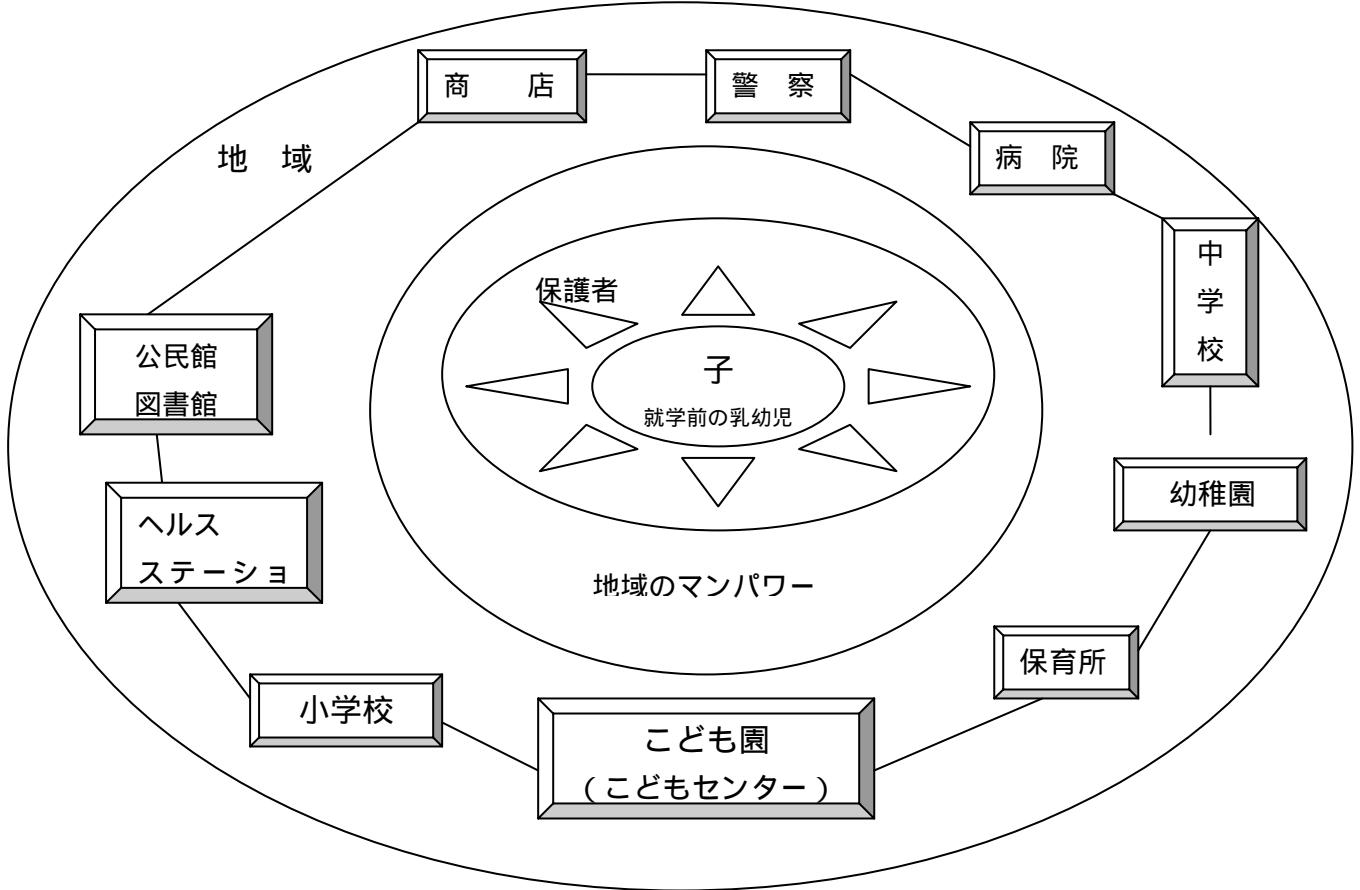 商　　店
警　察
地　域
病　院
中
学
校
保護者
公民館
図書館
子
就学前の乳幼児
幼稚園
ヘルス
ステーショ
地域のマンパワー
保育所
小学校
こども園
（こどもセンター）